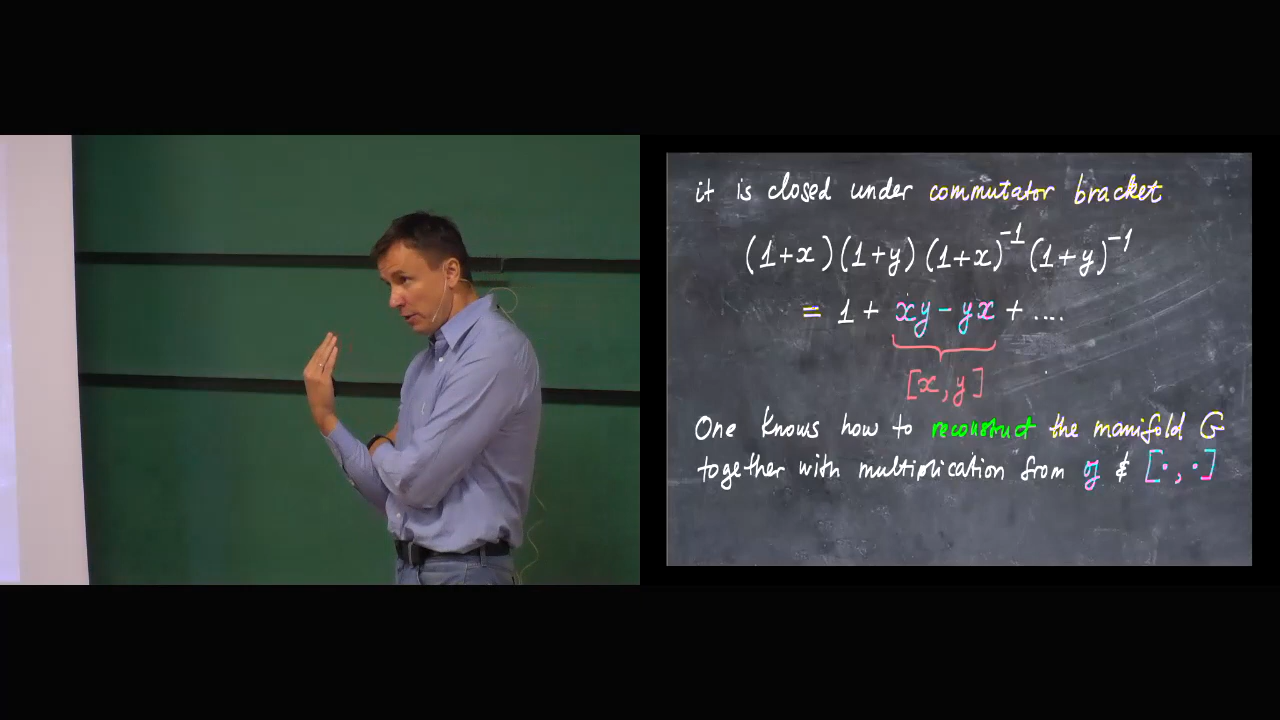 it is closed under commutator bracket
(1+x)(1+y)(1+x)⁻¹(1+y)⁻¹
= 1 + xy - yx + ....
[x, y]
One knows how to reconstruct the manifold G
together with multiplication from 𝔤 & [·, ·]